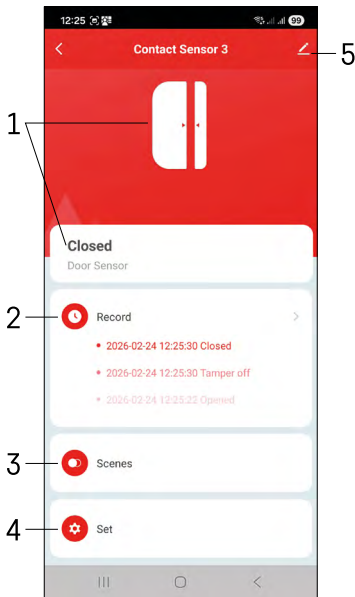 12:25 99
Contact Sensor 3
5
1
Closed
Door Sensor
2 Record
2026-02-24 12:25:30 Closed
2026-02-24 12:25:30 Tamper off
2026-02-24 12:25:22 Opened
3 Scenes
4 Set